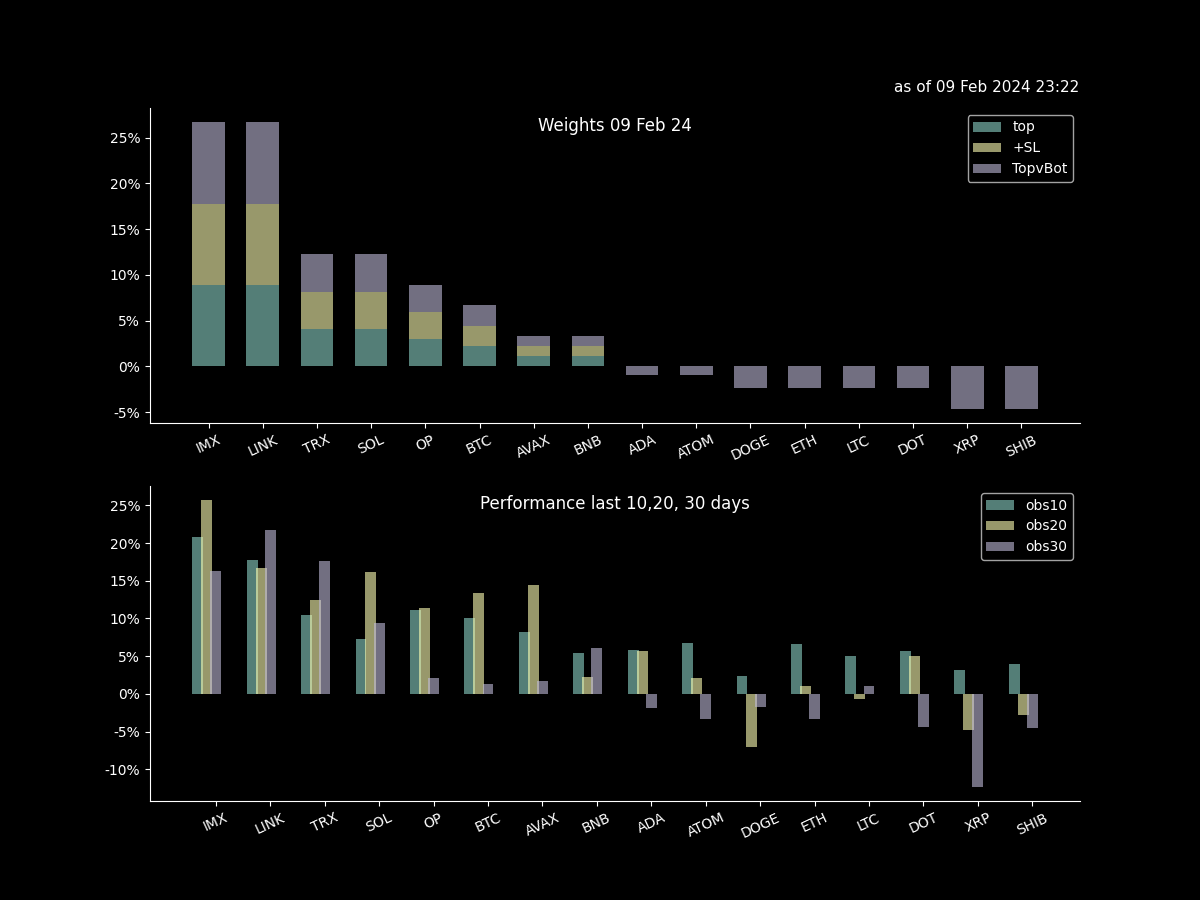 as of 09 Feb 2024 23:22
Weights 09 Feb 24
top
+SL
TopvBot
25%
20%
15%
10%
5%
0%
-5%
IMX LINK TRX SOL OP BTC AVAX BNB ADA ATOM DOGE ETH LTC DOT XRP SHIB
Performance last 10,20, 30 days
obs10
obs20
obs30
25%
20%
15%
10%
5%
0%
-5%
-10%
IMX LINK TRX SOL OP BTC AVAX BNB ADA ATOM DOGE ETH LTC DOT XRP SHIB